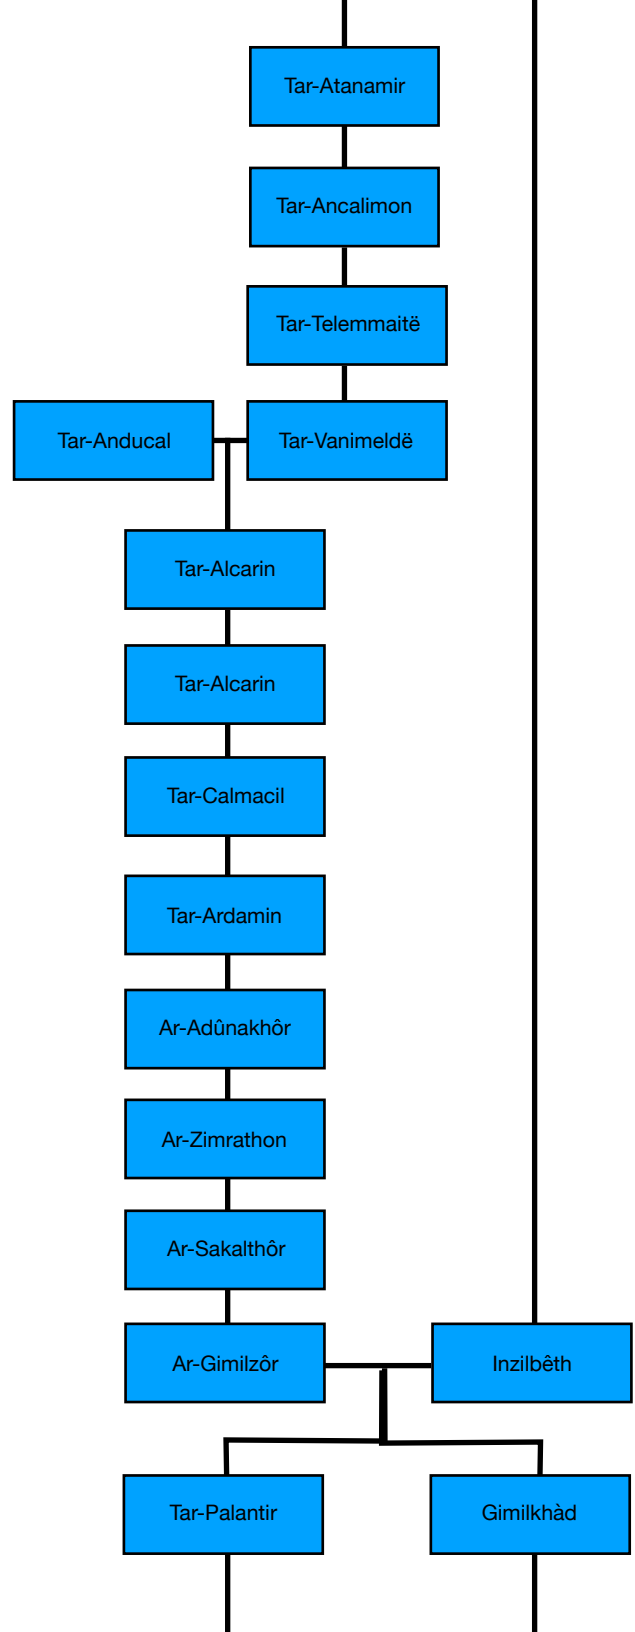 Tar-Atanamir
Tar-Ancalimon
Tar-Telemmaitë
Tar-Anducal
Tar-Vanimeldë
Tar-Alcarin
Tar-Alcarin
Tar-Calmacil
Tar-Ardamin
Ar-Adûnakhôr
Ar-Zimrathon
Ar-Sakalthôr
Ar-Gimilzôr
Inzilbêth
Tar-Palantir
Gimilkhàd